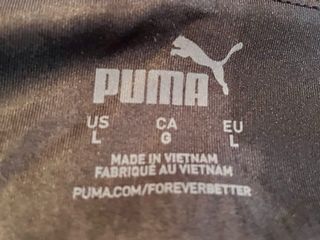 PUMA
US CA EU
L G L
MADE IN VIETNAM
FABRIQUÉ AU VIETNAM
PUMA.COM/FOREVERBETTER